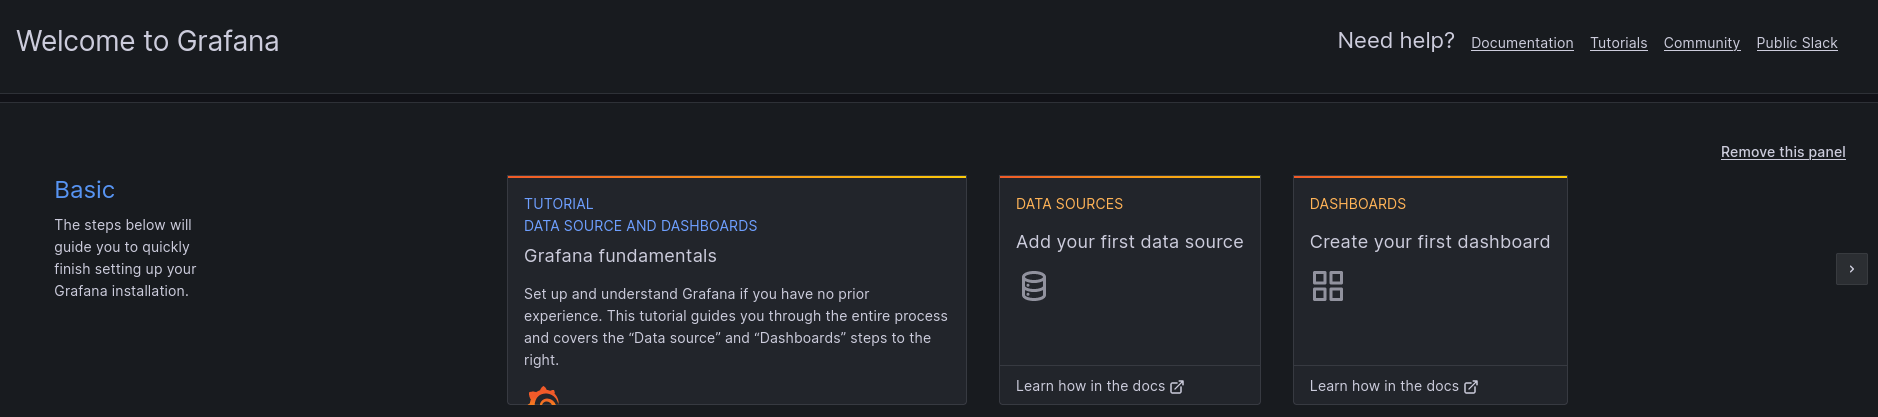 Welcome to Grafana
Need help? Documentation Tutorials Community Public Slack
Remove this panel
Basic
The steps below will
guide you to quickly
finish setting up your
Grafana installation.
TUTORIAL
DATA SOURCE AND DASHBOARDS
Grafana fundamentals
Set up and understand Grafana if you have no prior
experience. This tutorial guides you through the entire process
and covers the “Data source” and “Dashboards” steps to the
right.
DATA SOURCES
Add your first data source
Learn how in the docs
DASHBOARDS
Create your first dashboard
Learn how in the docs